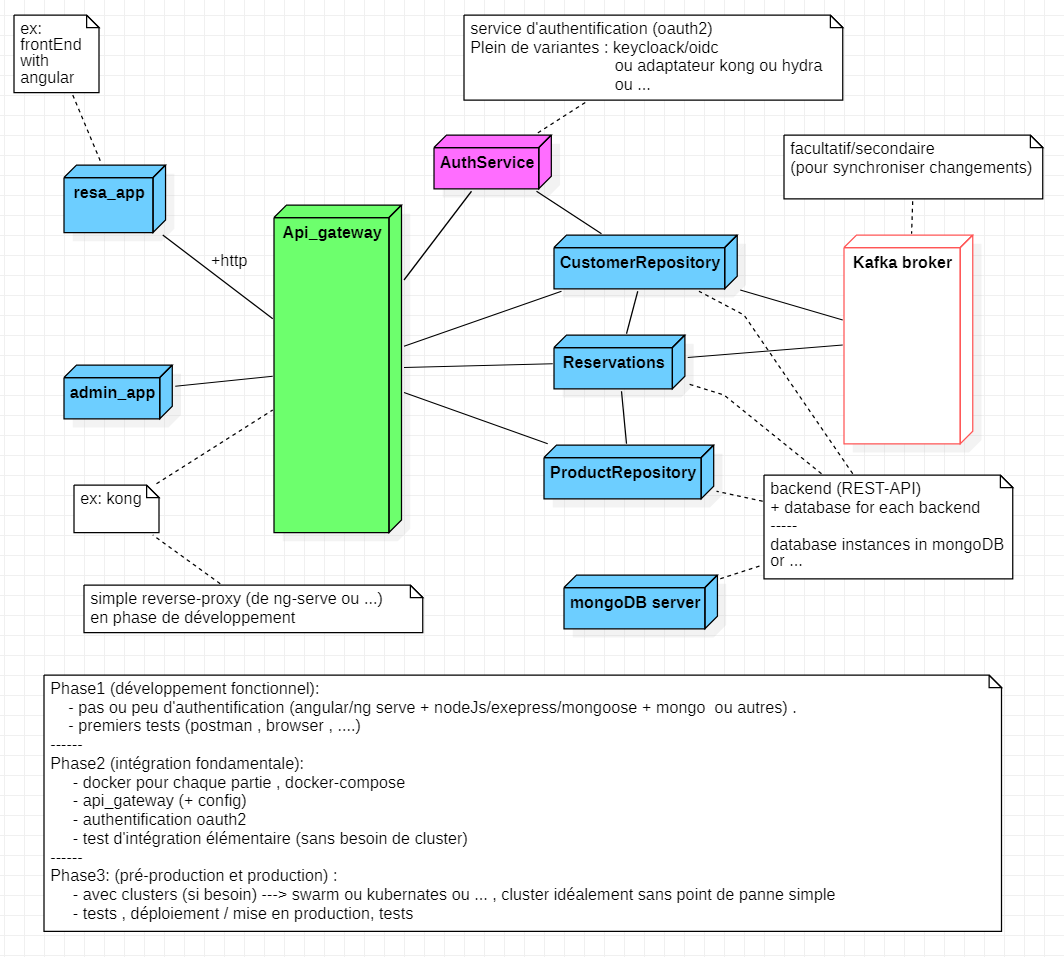 ex:
frontEnd
with
angular
service d'authentification (oauth2)
Plein de variantes : keycloack/oidc
ou adaptateur kong ou hydra
ou ...
facultatif/secondaire
(pour synchroniser changements)
AuthService
resa_app
Api_gateway
+http
CustomerRepository
Kafka broker
Reservations
admin_app
ProductRepository
ex: kong
backend (REST-API)
+ database for each backend
-----
database instances in mongoDB
or ...
simple reverse-proxy (de ng-serve ou ...)
en phase de développement
mongoDB server
Phase1 (développement fonctionnel):
- pas ou peu d'authentification (angular/ng serve + nodeJs/exepress/mongoose + mongo  ou autres) .
- premiers tests (postman , browser , ....)
------
Phase2 (intégration fondamentale):
- docker pour chaque partie , docker-compose
- api_gateway (+ config)
- authentification oauth2
- test d'intégration élémentaire (sans besoin de cluster)
------
Phase3: (pré-production et production) :
- avec clusters (si besoin) ---> swarm ou kubernates ou ... , cluster idéalement sans point de panne simple
- tests , déploiement / mise en production, tests